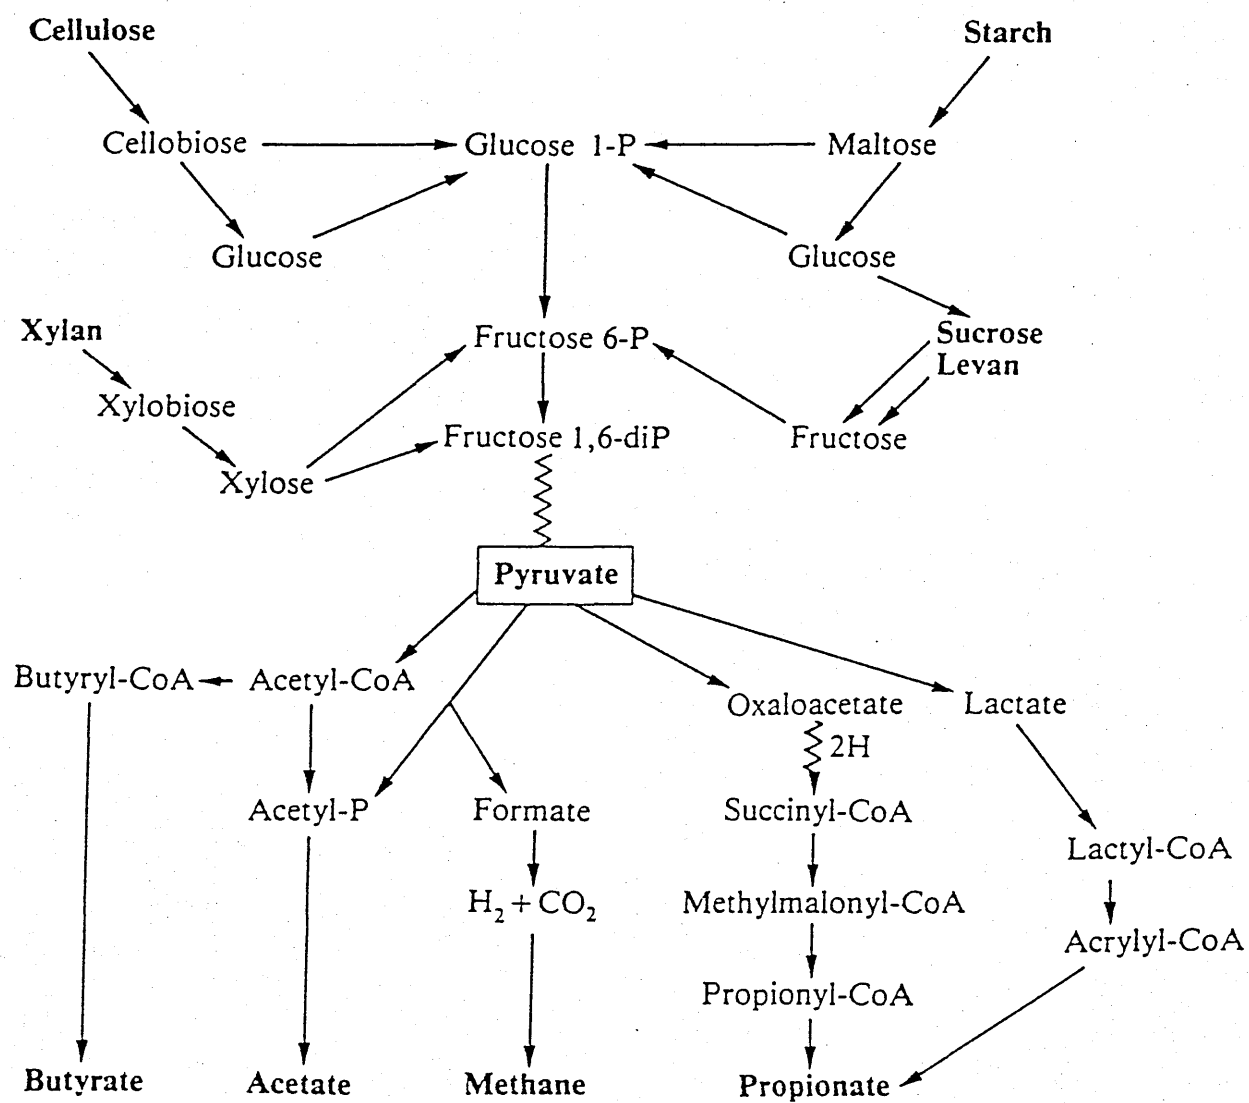 Cellulose
Starch
Cellobiose
Glucose 1-P
Maltose
Glucose
Glucose
Xylan
Fructose 6-P
Sucrose
Levan
Xylobiose
Fructose 1,6-diP
Fructose
Xylose
Pyruvate
Butyryl-CoA
Acetyl-CoA
Oxaloacetate
Lactate
2H
Acetyl-P
Formate
Succinyl-CoA
Lactyl-CoA
H₂ + CO₂
Methylmalonyl-CoA
Acrylyl-CoA
Propionyl-CoA
Butyrate
Acetate
Methane
Propionate